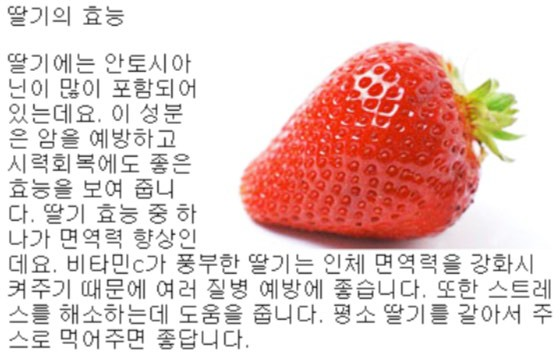 딸기의 효능
딸기에는 안토시아
닌이 많이 포함되어
있는데요. 이 성분
은 암을 예방하고
시력회복에도 좋은
효능을 보여 줍니
다. 딸기 효능 중 하
나가 면역력 향상인
데요. 비타민c가 풍부한 딸기는 인체 면역력을 강화시
켜주기 때문에 여러 질병 예방에 좋습니다. 또한 스트레
스를 해소하는데 도움을 줍니다. 평소 딸기를 갈아서 주
스로 먹어주면 좋답니다.